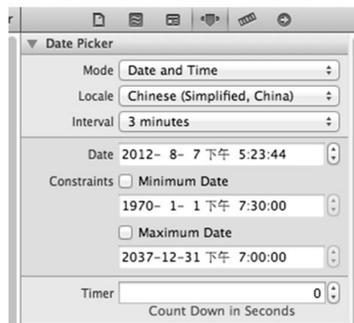 r
Date Picker
Mode Date and Time
Locale Chinese (Simplified, China)
Interval 3 minutes
Date 2012- 8- 7 下午 5:23:44
Constraints Minimum Date
1970- 1- 1 下午 7:30:00
Maximum Date
2037-12-31 下午 7:00:00
Timer 0
Count Down in Seconds